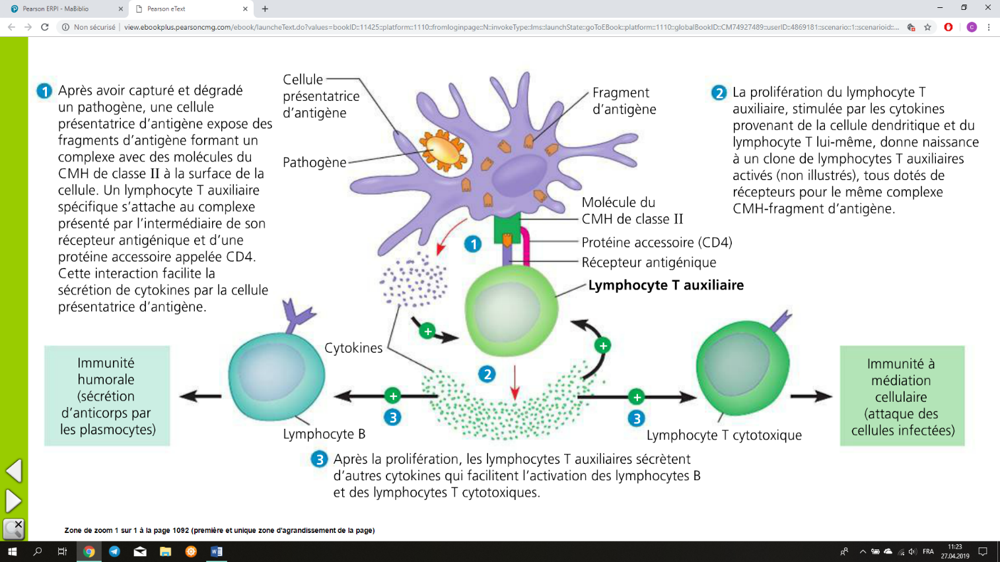 Pearson ERPI - MaBiblio
Pearson eText
Non sécurisé
view.ebookplus.pearsoncmg.com/ebook/launcheText.do?values=bookID::11425::platform::1110::fromloginpage::N::invokeType::lms::launchState::goToEBook::platform::1110::globalBookID::CM74927489::userID::4869181::scenario::1::scenarioid::...
C
1 Après avoir capturé et dégradé
un pathogène, une cellule
présentatrice d'antigène expose des
fragments d'antigène formant un
complexe avec des molécules du
CMH de classe II à la surface de la
cellule. Un lymphocyte T auxiliaire
spécifique s'attache au complexe
présenté par l'intermédiaire de son
récepteur antigénique et d'une
protéine accessoire appelée CD4.
Cette interaction facilite la
sécrétion de cytokines par la cellule
présentatrice d'antigène.
Cellule
présentatrice
d'antigène
Pathogène
Fragment
d'antigène
2 La prolifération du lymphocyte T
auxiliaire, stimulée par les cytokines
provenant de la cellule dendritique et du
lymphocyte T lui-même, donne naissance
à un clone de lymphocytes T auxiliaires
activés (non illustrés), tous dotés de
récepteurs pour le même complexe
CMH-fragment d'antigène.
Molécule du
CMH de classe II
1
Protéine accessoire (CD4)
Récepteur antigénique
Lymphocyte T auxiliaire
+
+
Cytokines
2
Immunité
humorale
(sécrétion
d'anticorps par
les plasmocytes)
+
3
Lymphocyte B
+
3
Lymphocyte T cytotoxique
Immunité à
médiation
cellulaire
(attaque des
cellules infectées)
3 Après la prolifération, les lymphocytes T auxiliaires sécrètent
d'autres cytokines qui facilitent l'activation des lymphocytes B
et des lymphocytes T cytotoxiques.
Zone de zoom 1 sur 1 à la page 1092 (première et unique zone d'agrandissement de la page)
FRA
11:23
27.04.2019